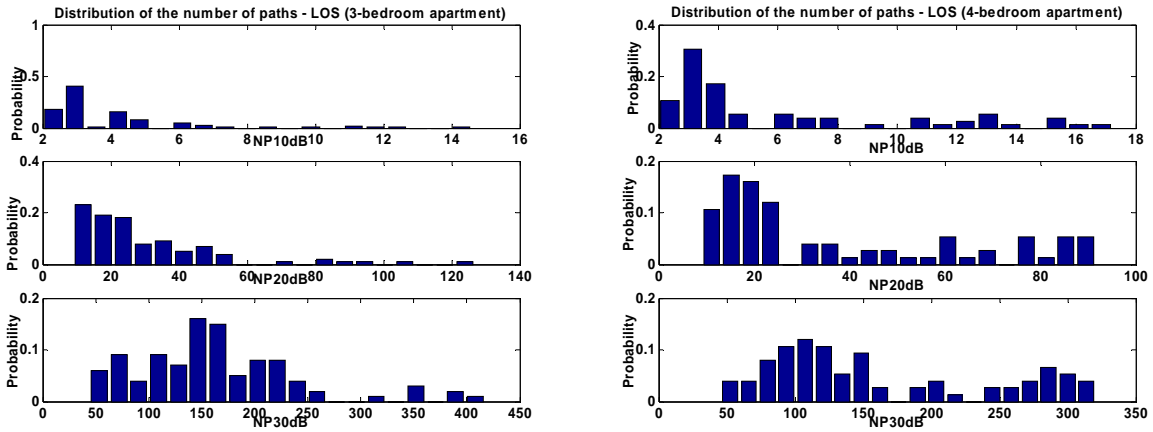 Distribution of the number of paths - LOS (3-bedroom apartment)
Probability
1
0.5
0
2 4 6 8 10 12 14 16
NP10dB
Probability
0.4
0.2
0
0 20 40 60 80 100 120 140
NP20dB
Probability
0.2
0.1
0
0 50 100 150 200 250 300 350 400 450
NP30dB
Distribution of the number of paths - LOS (4-bedroom apartment)
Probability
0.4
0.2
0
2 4 6 8 10 12 14 16 18
NP10dB
Probability
0.2
0.1
0
0 20 40 60 80 100
NP20dB
Probability
0.2
0.1
0
0 50 100 150 200 250 300 350
NP30dB